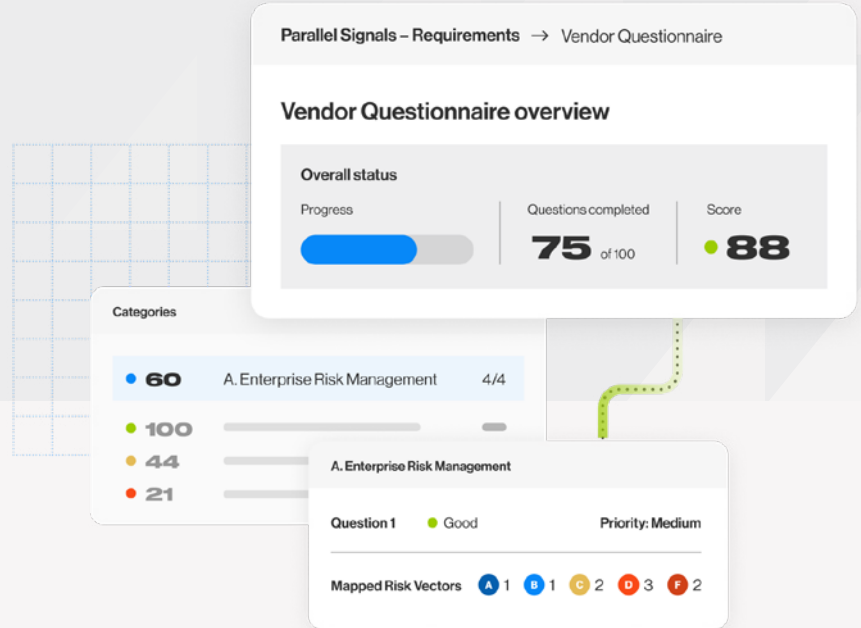 Parallel Signals – Requirements → Vendor Questionnaire
Vendor Questionnaire overview
Overall status
Progress
Questions completed
75 of 100
Score
88
Categories
60 A. Enterprise Risk Management 4/4
100
44
21
A. Enterprise Risk Management
Question 1 Good Priority: Medium
Mapped Risk Vectors A 1 B 1 C 2 D 3 F 2